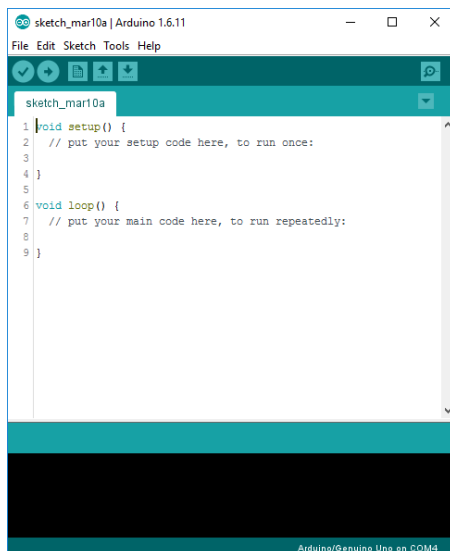 sketch_mar10a | Arduino 1.6.11
File Edit Sketch Tools Help
sketch_mar10a
1 void setup() {
2   // put your setup code here, to run once:
3
4 }
5
6 void loop() {
7   // put your main code here, to run repeatedly:
8
9 }
Arduino/Genuino Uno on COM4